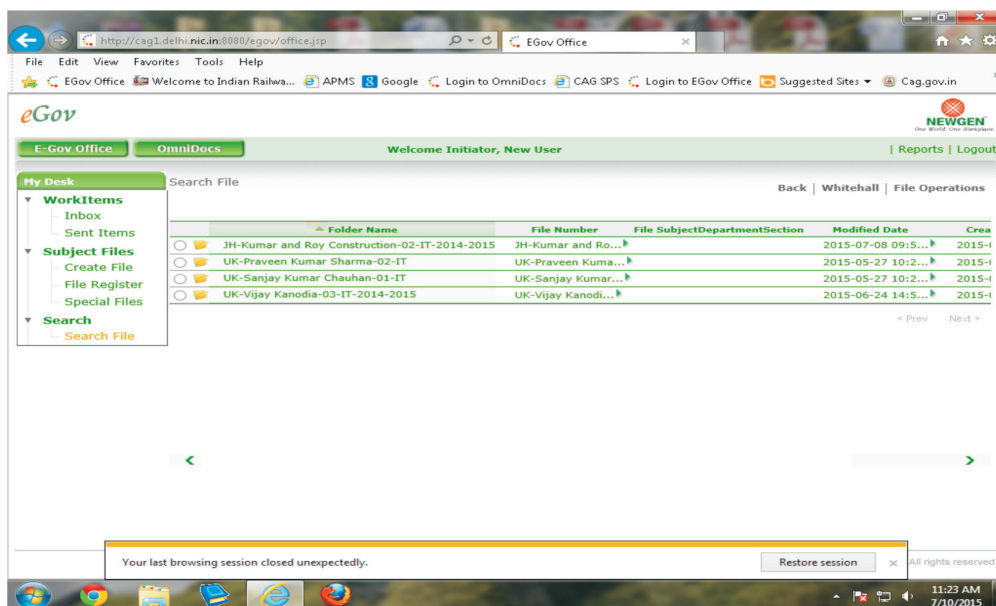 http://cag1.delhi.nic.in:8080/egov/office.jsp
EGov Office
File Edit View Favorites Tools Help
EGov Office Welcome to Indian Railwa... APMS Google Login to OmniDocs CAG SPS Login to EGov Office Suggested Sites Cag.gov.in
eGov
NEWGEN
One World. One Workplace.
E-Gov Office OmniDocs Welcome Initiator, New User | Reports | Logout
My Desk
Search File
Back | Whitehall | File Operations
WorkItems
Inbox
Sent Items
Subject Files
Create File
File Register
Special Files
Search
Search File
Folder Name File Number File SubjectDepartmentSection Modified Date Crea
JH-Kumar and Roy Construction-02-IT-2014-2015 JH-Kumar and Ro... 2015-07-08 09:5... 2015-
UK-Praveen Kumar Sharma-02-IT UK-Praveen Kuma... 2015-05-27 10:2... 2015-
UK-Sanjay Kumar Chauhan-01-IT UK-Sanjay Kumar... 2015-05-27 10:2... 2015-
UK-Vijay Kanodia-03-IT-2014-2015 UK-Vijay Kanodi... 2015-06-24 14:5... 2015-
< Prev Next >
Your last browsing session closed unexpectedly. Restore session
All rights reserved
11:23 AM
7/10/2015